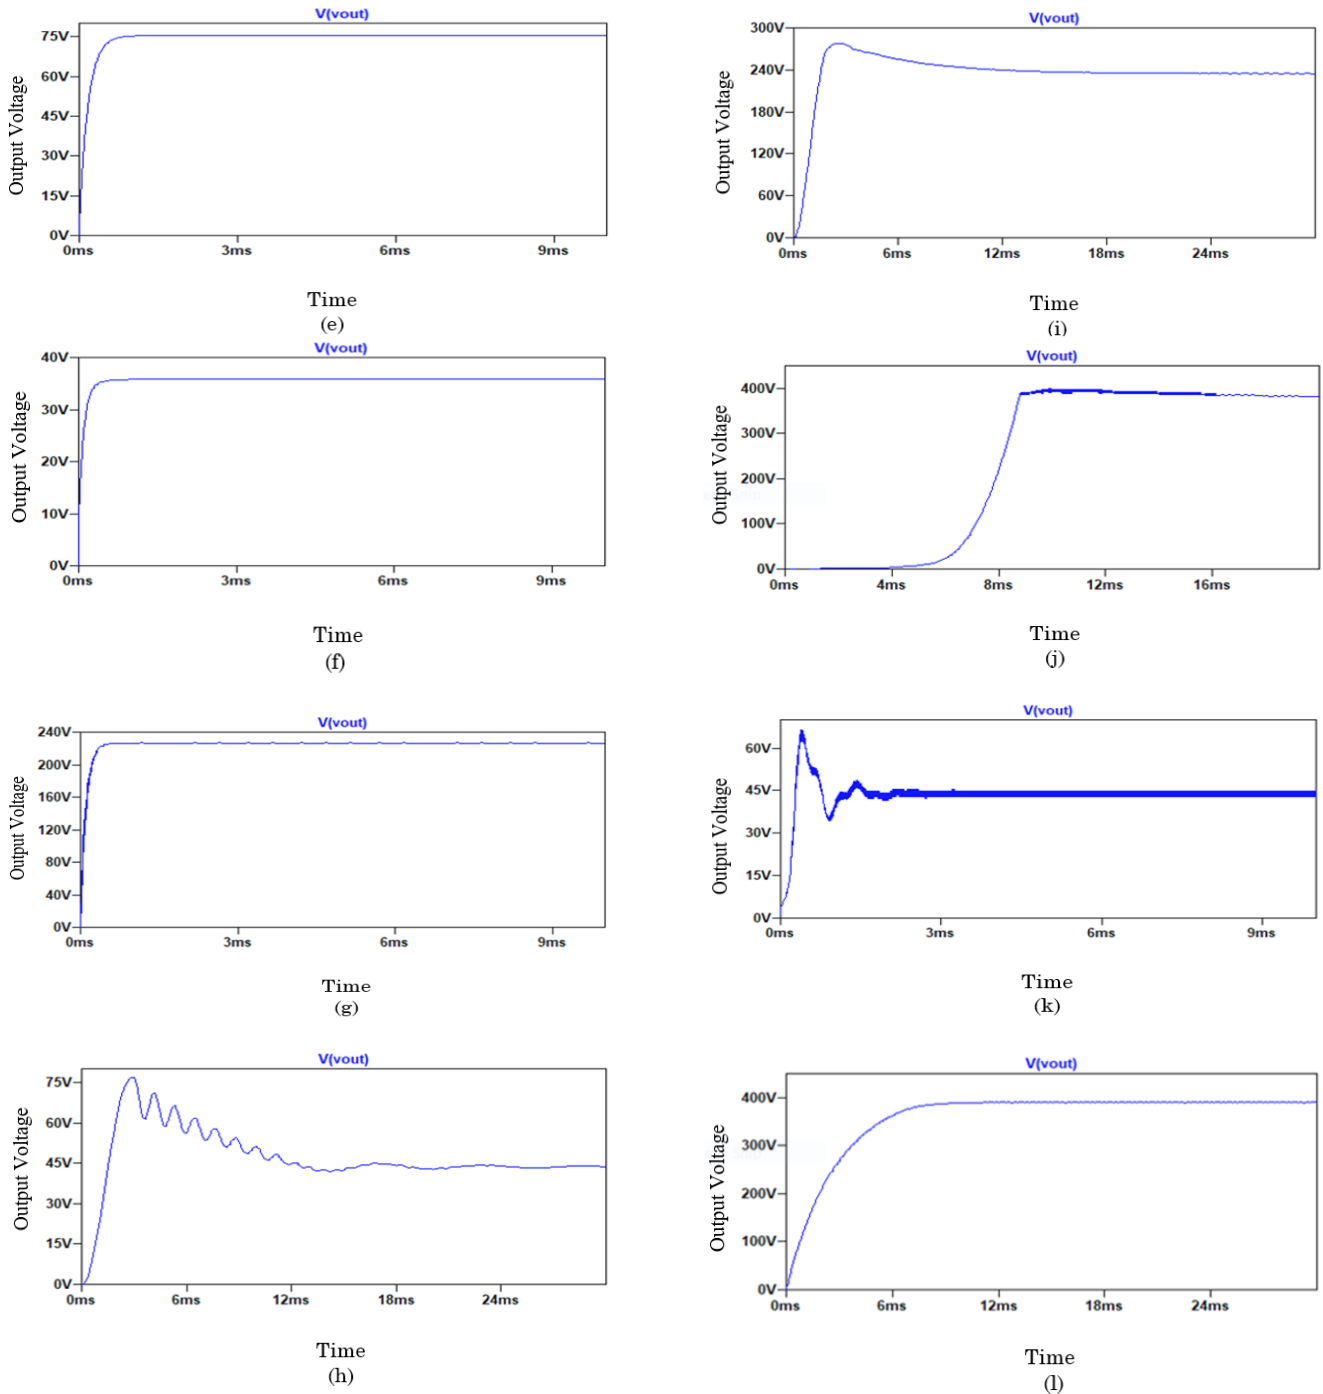 V(vout)
75V
60V
45V
30V
15V
0V
0ms 3ms 6ms 9ms
Output Voltage
Time
(e)
V(vout)
40V
30V
20V
10V
0V
0ms 3ms 6ms 9ms
Output Voltage
Time
(f)
V(vout)
240V
200V
160V
120V
80V
40V
0V
0ms 3ms 6ms 9ms
Output Voltage
Time
(g)
V(vout)
75V
60V
45V
30V
15V
0V
0ms 6ms 12ms 18ms 24ms
Output Voltage
Time
(h)
V(vout)
300V
240V
180V
120V
60V
0V
0ms 6ms 12ms 18ms 24ms
Output Voltage
Time
(i)
V(vout)
400V
300V
200V
100V
0V
0ms 4ms 8ms 12ms 16ms
Output Voltage
Time
(j)
V(vout)
60V
45V
30V
15V
0V
0ms 3ms 6ms 9ms
Output Voltage
Time
(k)
V(vout)
400V
300V
200V
100V
0V
0ms 6ms 12ms 18ms 24ms
Output Voltage
Time
(l)